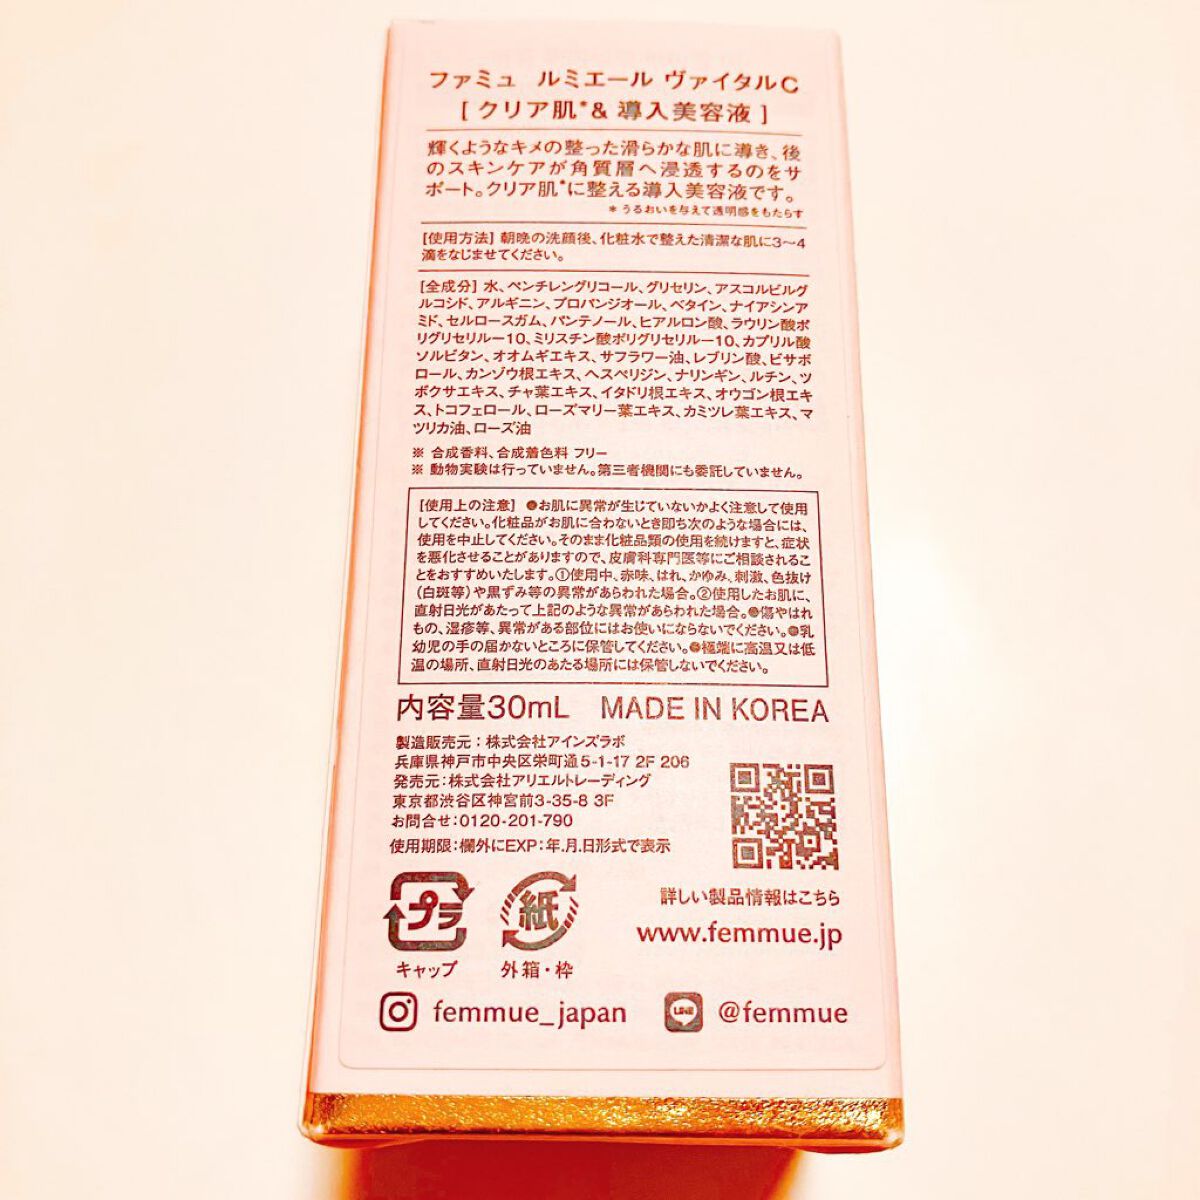 ファミュ ルミエール ヴァイタルC
[ クリア肌*& 導入美容液 ]
輝くようなキメの整った滑らかな肌に導き、後
のスキンケアが角質層へ浸透するのをサ
ポート。クリア肌*に整える導入美容液です。
* うるおいを与えて透明感をもたらす
[使用方法] 朝晩の洗顔後、化粧水で整えた清潔な肌に3〜4
滴をなじませてください。
[全成分] 水、ペンチレングリコール、グリセリン、アスコルビルグ
ルコシド、アルギニン、プロパンジオール、ベタイン、ナイアシンア
ミド、セルロースガム、パンテノール、ヒアルロン酸、ラウリン酸ポ
リグリセリル−10、ミリスチン酸ポリグリセリル−10、カプリル酸
ソルビタン、オオムギエキス、サフラワー油、レブリン酸、ビサボ
ロール、カンゾウ根エキス、ヘスペリジン、ナリンギン、ルチン、ツ
ボクサエキス、チャ葉エキス、イタドリ根エキス、オウゴン根エキ
ス、トコフェロール、ローズマリー葉エキス、カミツレ葉エキス、マ
ツリカ油、ローズ油
※ 合成香料、合成着色料 フリー
※ 動物実験は行っていません。第三者機関にも委託していません。
[使用上の注意] ●お肌に異常が生じていないかよく注意して使用
してください。化粧品がお肌に合わないとき即ち次のような場合には、
使用を中止してください。そのまま化粧品類の使用を続けますと、症状
を悪化させることがありますので、皮膚科専門医等にご相談されるこ
とをおすすめいたします。①使用中、赤味、はれ、かゆみ、刺激、色抜け
(白斑等)や黒ずみ等の異常があらわれた場合。②使用したお肌に、
直射日光があたって上記のような異常があらわれた場合。●傷やはれ
もの、湿疹等、異常がある部位にはお使いにならないでください。●乳
幼児の手の届かないところに保管してください。●極端に高温又は低
温の場所、直射日光のあたる場所には保管しないでください。
内容量30mL MADE IN KOREA
製造販売元:株式会社アインズラボ
兵庫県神戸市中央区栄町通5-1-17 2F 206
発売元:株式会社アリエルトレーディング
東京都渋谷区神宮前3-35-8 3F
お問合せ:0120-201-790
使用期限:欄外にEXP:年.月.日形式で表示
プラ
キャップ
紙
外箱・枠
詳しい製品情報はこちら
www.femmue.jp
femmue_japan
LINE
@femmue